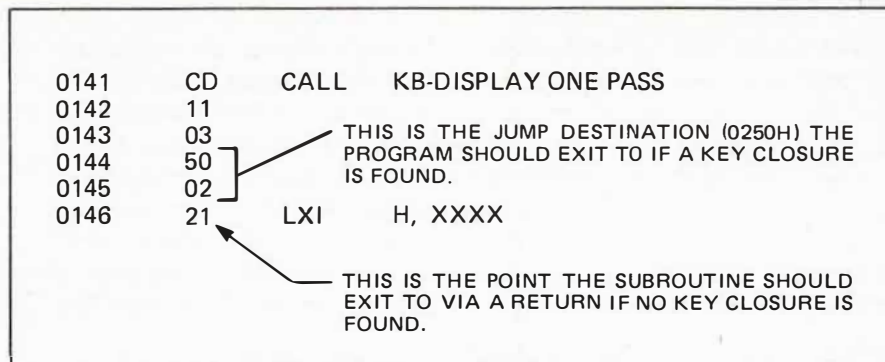 0141 CD CALL KB-DISPLAY ONE PASS
0142 11
0143 03
THIS IS THE JUMP DESTINATION (0250H) THE
0144 50
PROGRAM SHOULD EXIT TO IF A KEY CLOSURE
0145 02
IS FOUND.
0146 21 LXI H, XXXX
THIS IS THE POINT THE SUBROUTINE SHOULD
EXIT TO VIA A RETURN IF NO KEY CLOSURE IS
FOUND.